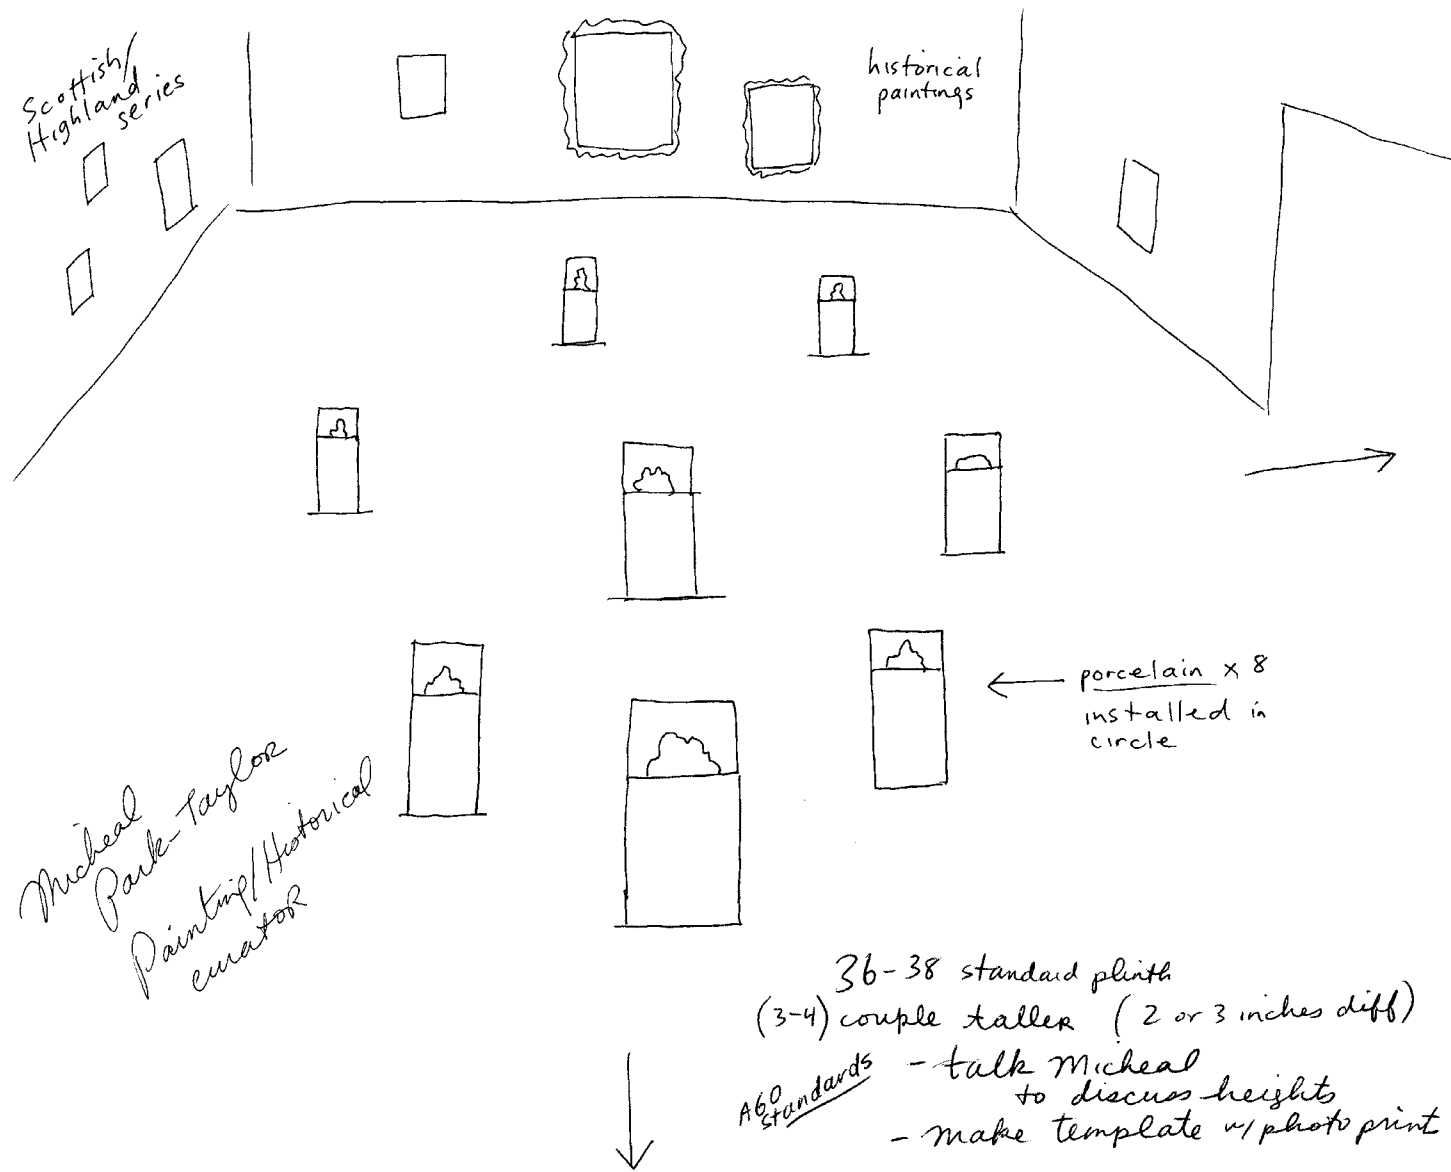 Scottish/
Highland
series
historical
paintings
porcelain x 8
installed in
circle
Micheal
Park-Taylor
Painting/Historical
curator
36-38 standard plinth
(3-4) couple taller (2 or 3 inches diff)
- talk Micheal
to discuss heights
- make template w/ photo print
standards